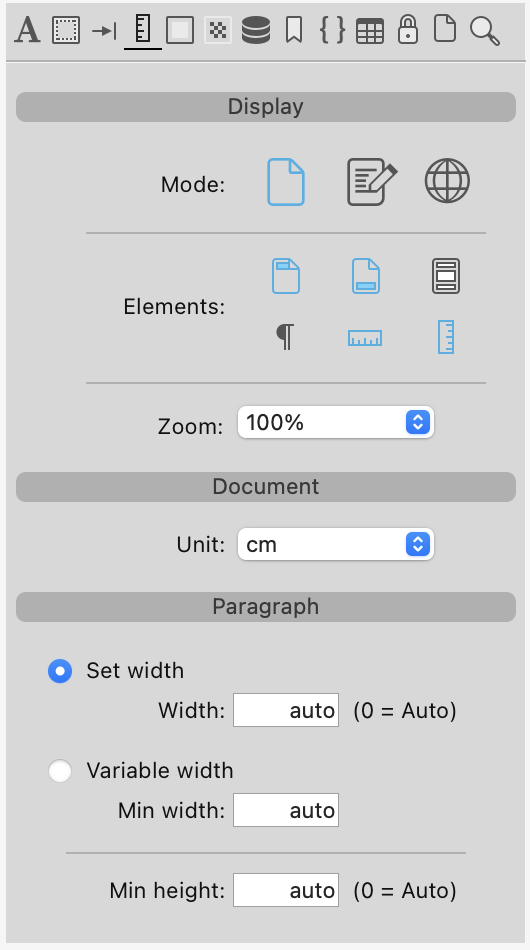 Display
Mode:
Elements:
Zoom: 100%
Document
Unit: cm
Paragraph
Set width
Width: auto (0 = Auto)
Variable width
Min width: auto
Min height: auto (0 = Auto)